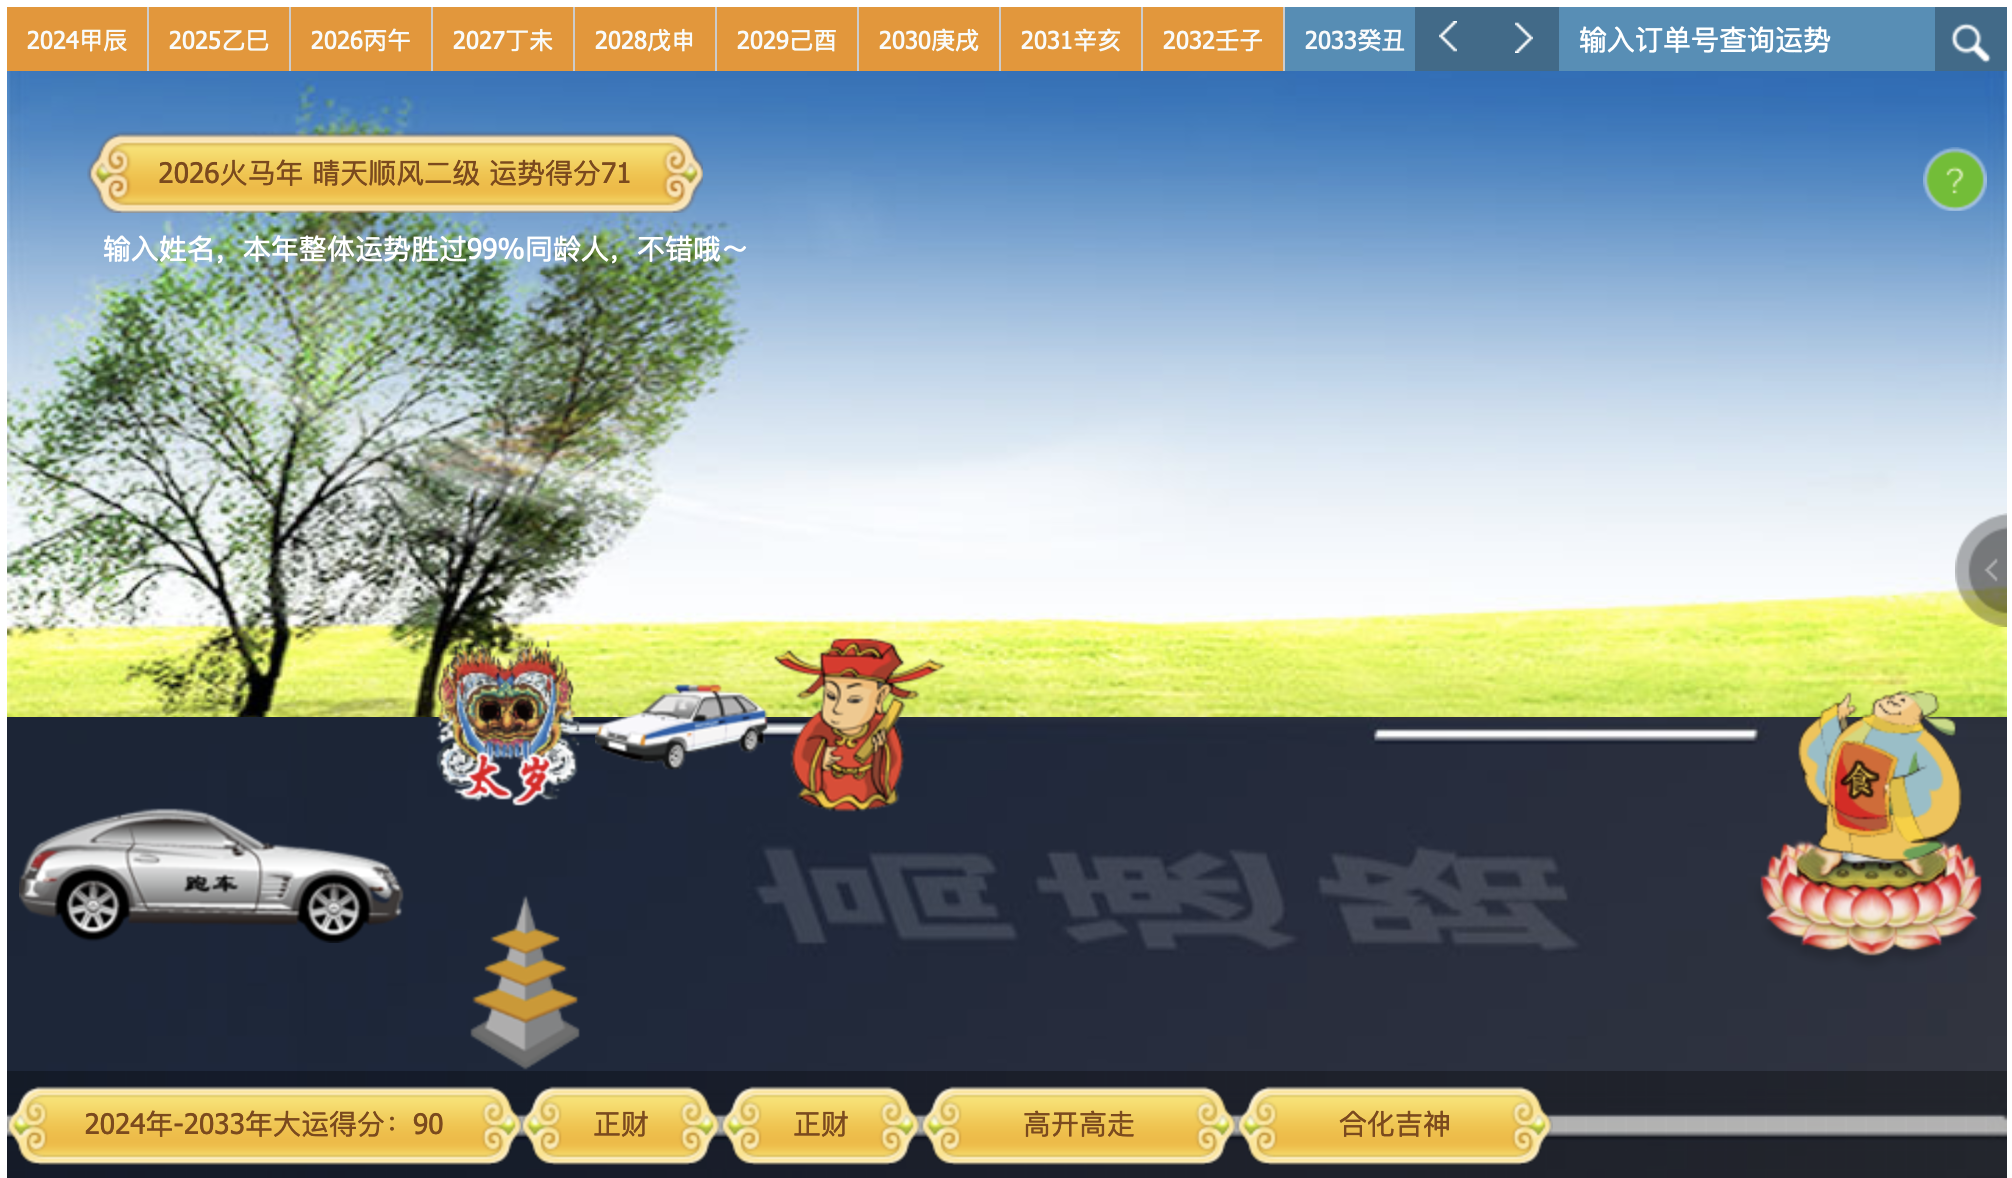 2024甲辰
2025乙巳
2026丙午
2027丁未
2028戊申
2029己酉
2030庚戌
2031辛亥
2032壬子
2033癸丑
输入订单号查询运势
2026火马年 晴天顺风二级 运势得分71
?
输入姓名，本年整体运势胜过99%同龄人，不错哦～
太岁
食
跑车
高速路
2024年-2033年大运得分：90
正财
正财
高开高走
合化吉神